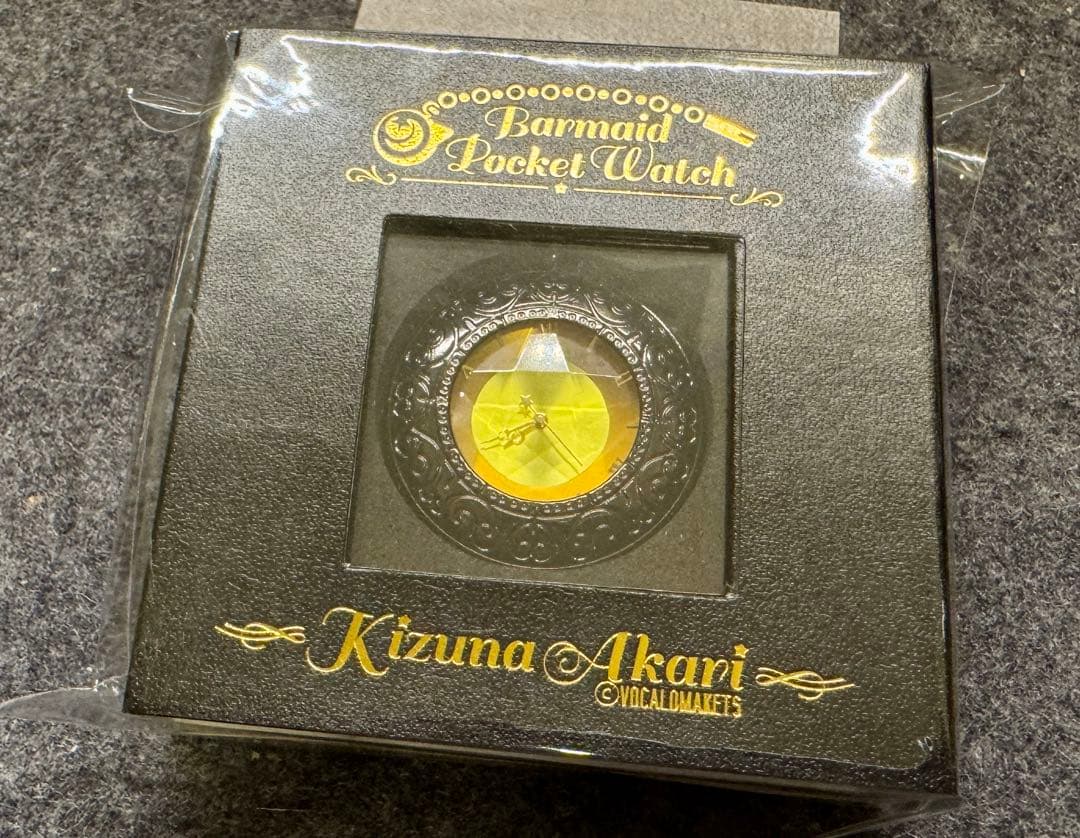 Barmaid
Pocket Watch
Kizuna Akari
©VOCALOMAKETS